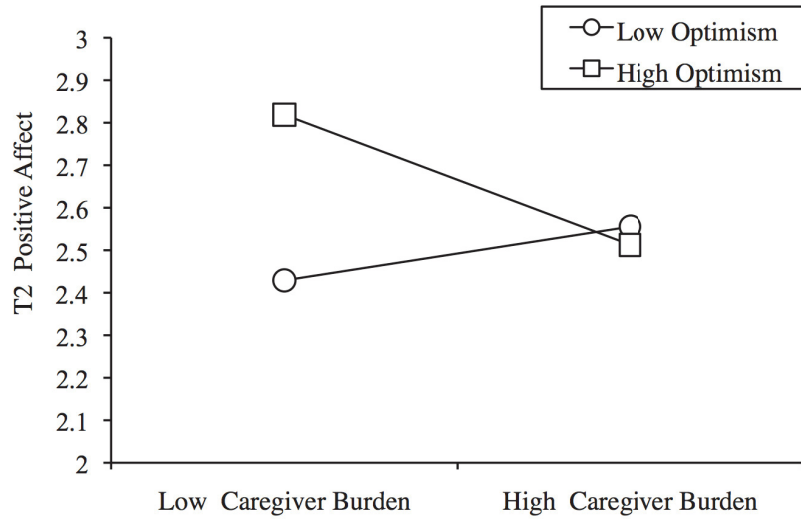 Low Optimism
High Optimism
T2 Positive Affect
3
2.9
2.8
2.7
2.6
2.5
2.4
2.3
2.2
2.1
2
Low Caregiver Burden
High Caregiver Burden